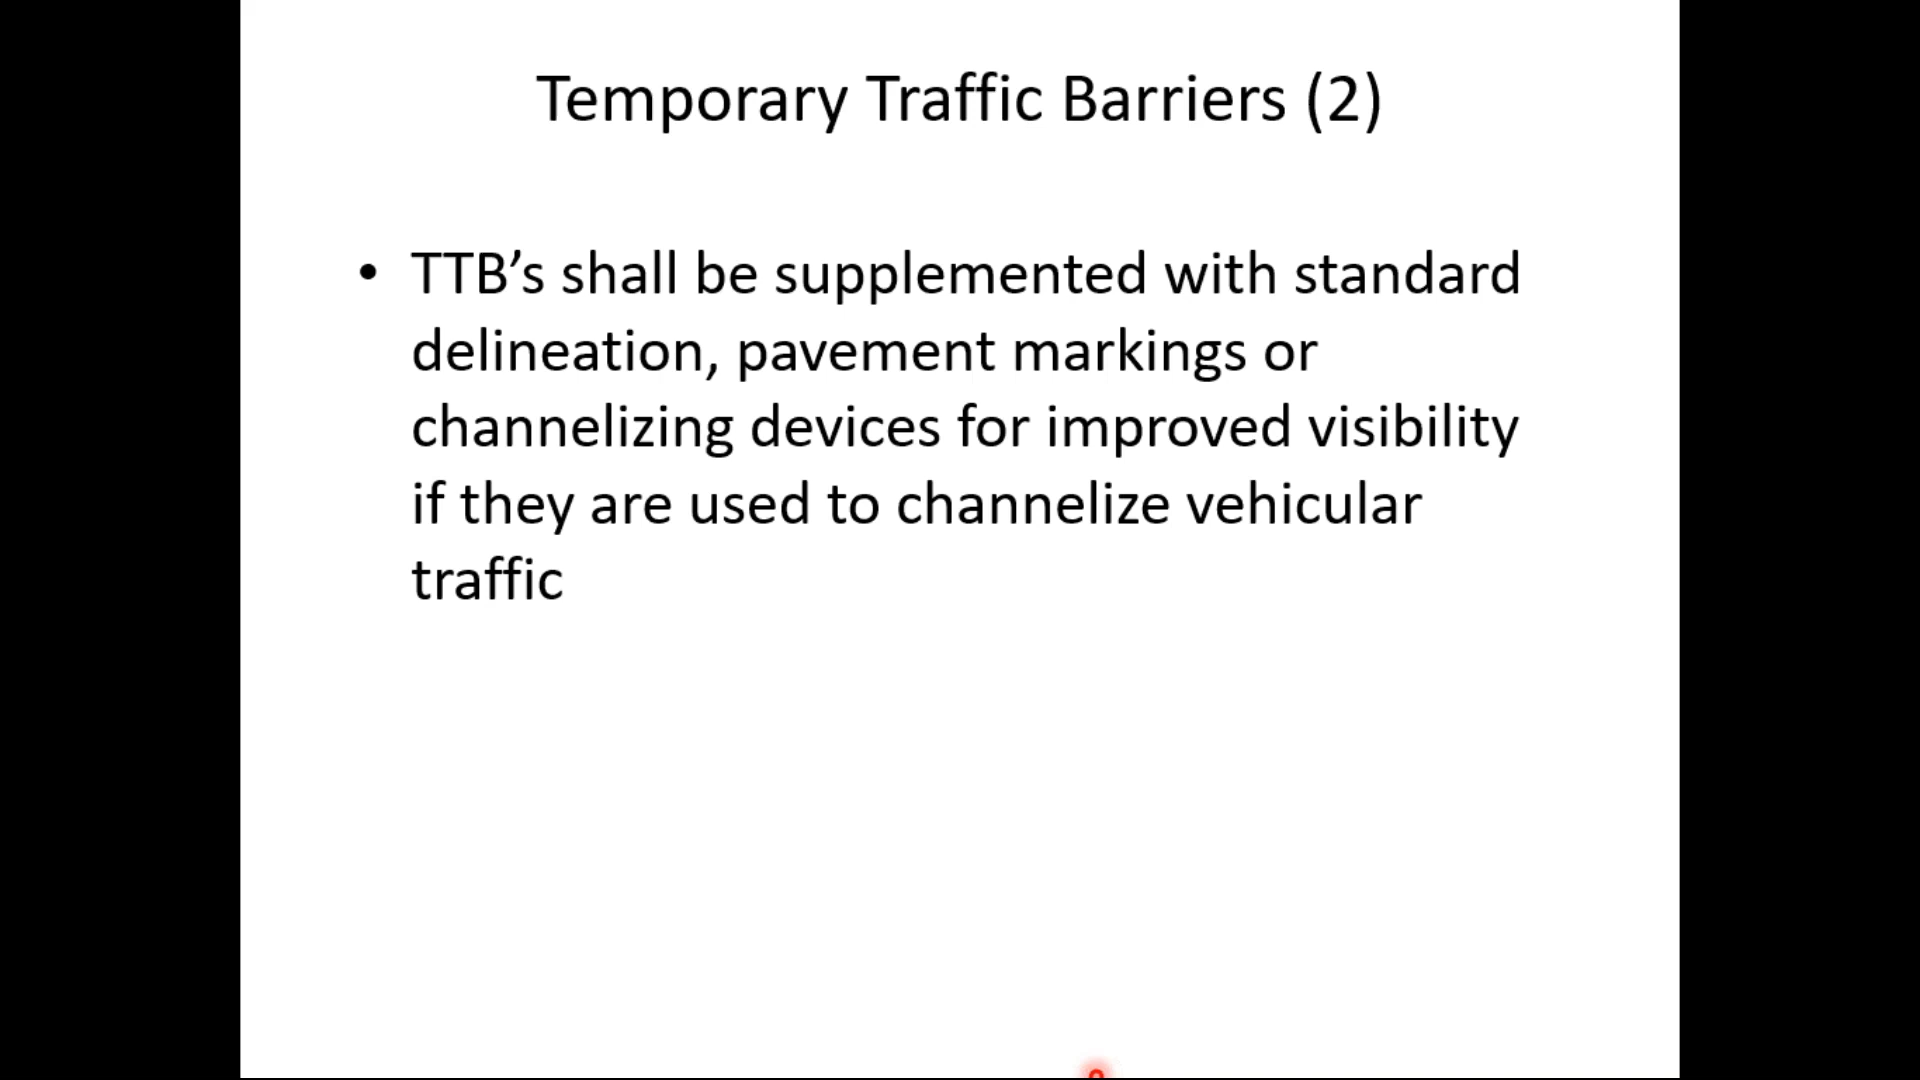 Temporary Traffic Barriers (2)
• TTB’s shall be supplemented with standard
delineation, pavement markings or
channelizing devices for improved visibility
if they are used to channelize vehicular
traffic